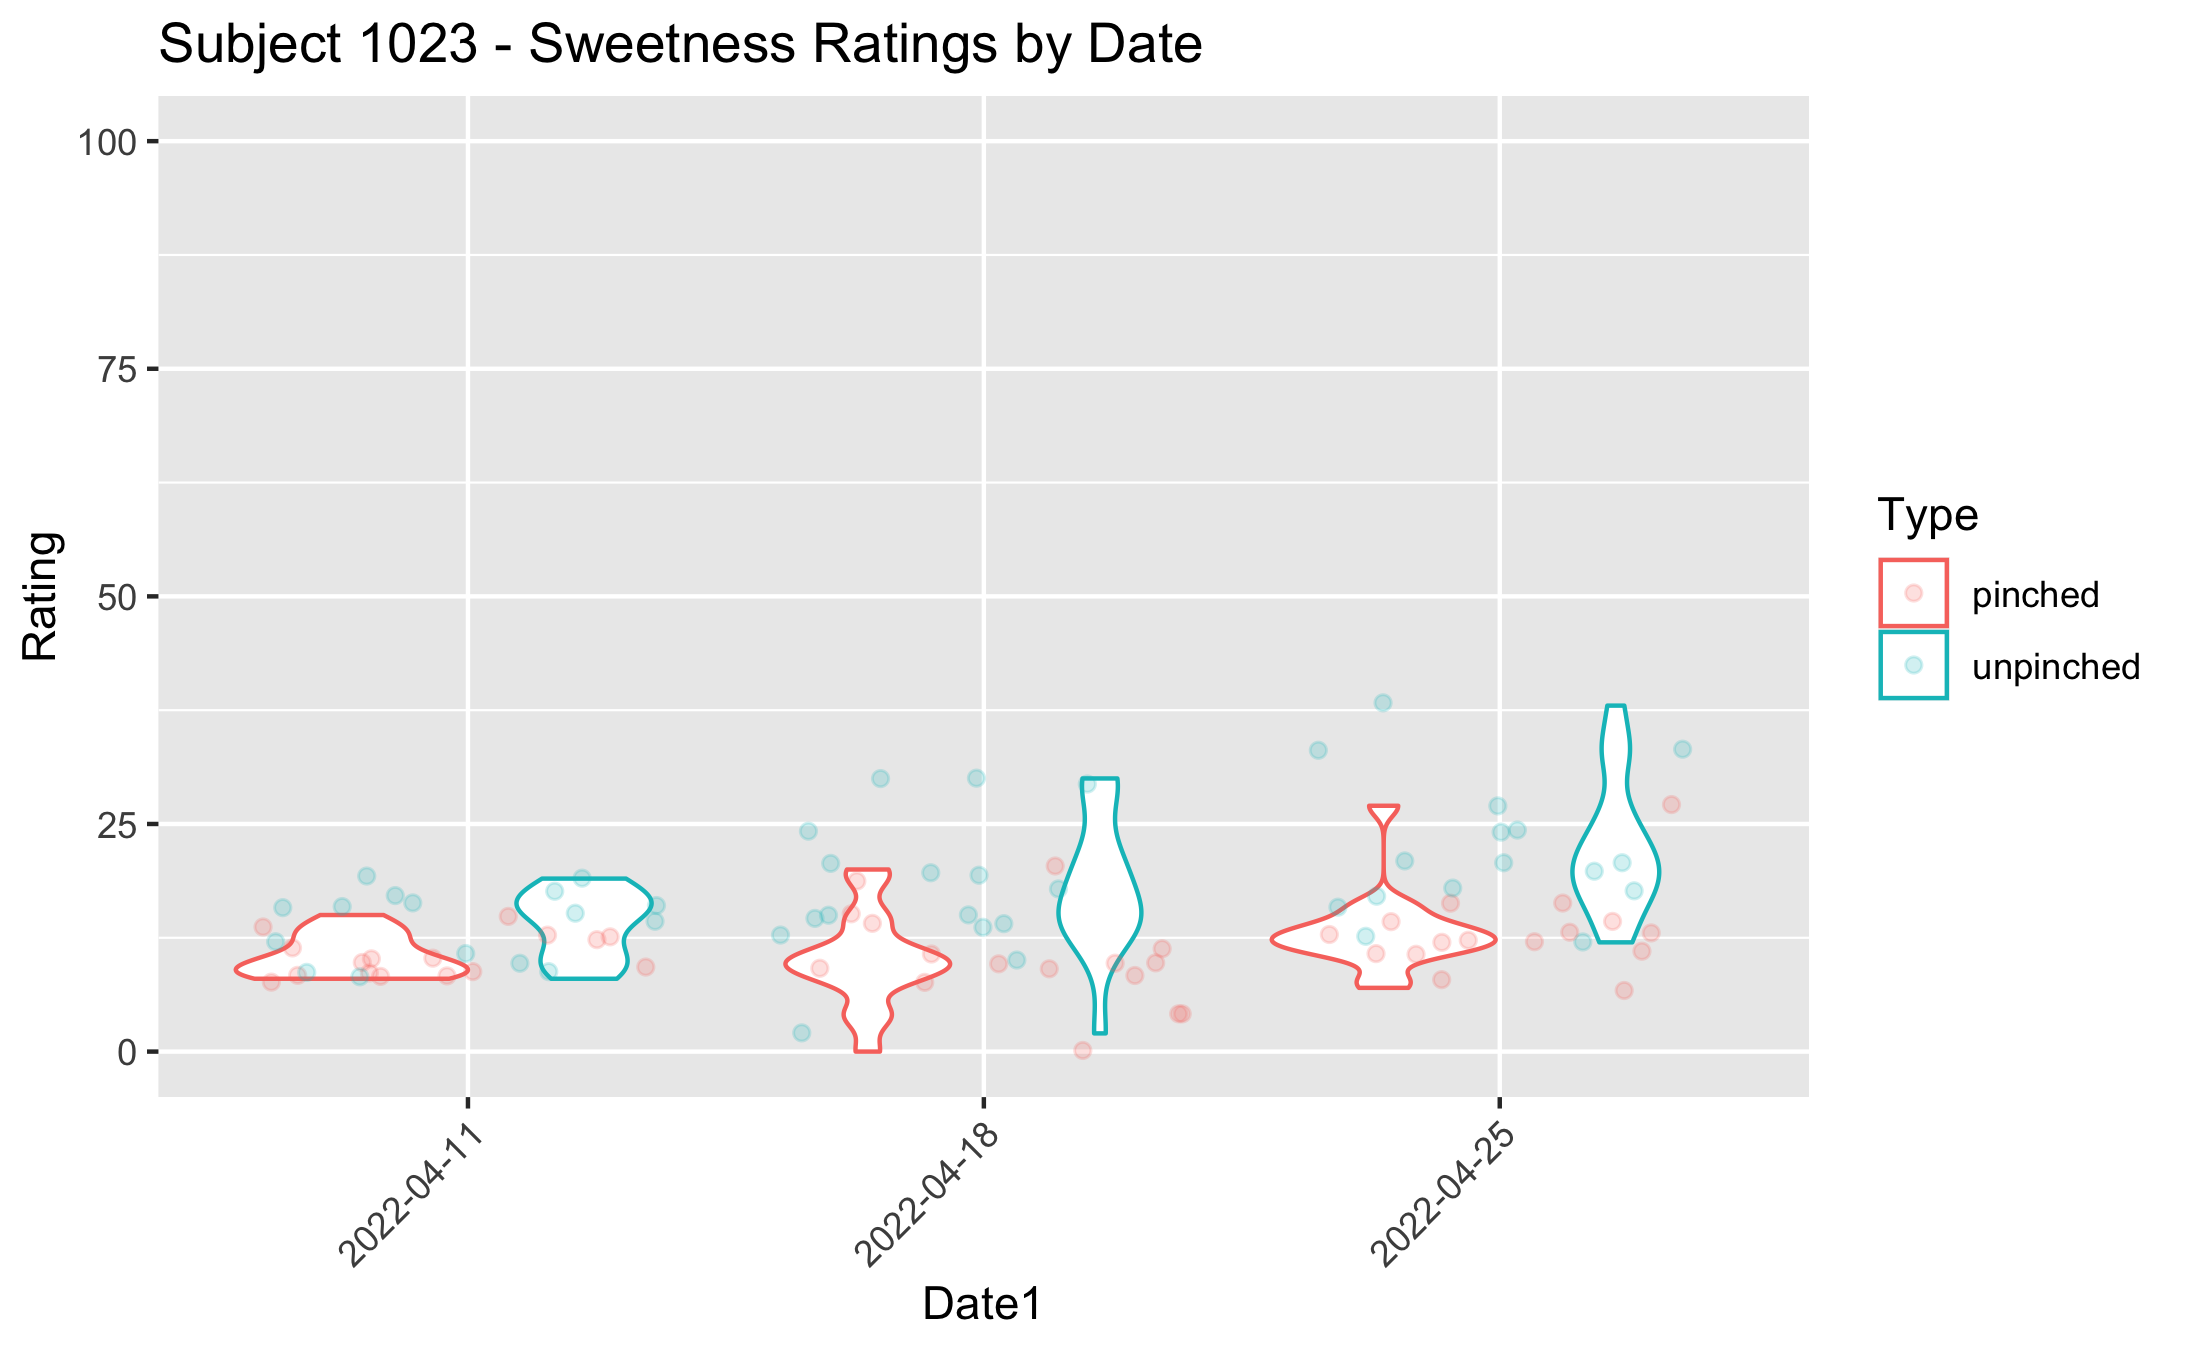 Subject 1023 - Sweetness Ratings by Date
100
75
50
25
0
Rating
2022-04-11
2022-04-18
2022-04-25
Date1
Type
pinched
unpinched